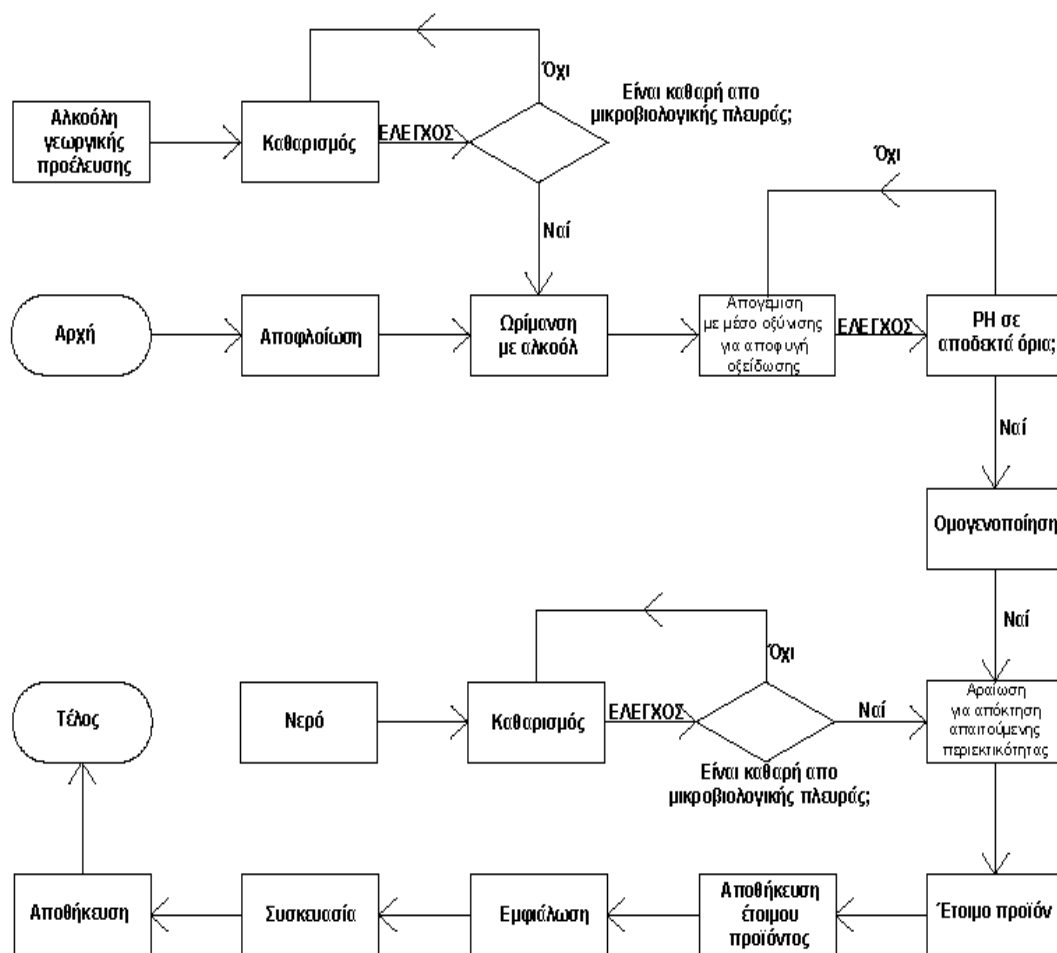 Όχι
Είναι καθαρή απο
μικροβιολογικής πλευράς;
Αλκοόλη
γεωργικής
προέλευσης
Καθαρισμός
ΕΛΕΓΧΟΣ
Ναί
Όχι
Αρχή
Αποφλοίωση
Ωρίμανση
με αλκοόλ
Απογέμιση
με μέσο οξύνισης
για αποφυγή
οξείδωσης
ΕΛΕΓΧΟΣ
PH σε
αποδεκτά όρια;
Ναί
Ομογενοποίηση
Ναί
Όχι
Τέλος
Νερό
Καθαρισμός
ΕΛΕΓΧΟΣ
Ναί
Αραίωση
για απόκτηση
απαιτούμενης
περιεκτικότητας
Είναι καθαρή απο
μικροβιολογικής πλευράς;
Αποθήκευση
Συσκευασία
Εμφιάλωση
Αποθήκευση
έτοιμου
προϊόντος
Έτοιμο προϊόν